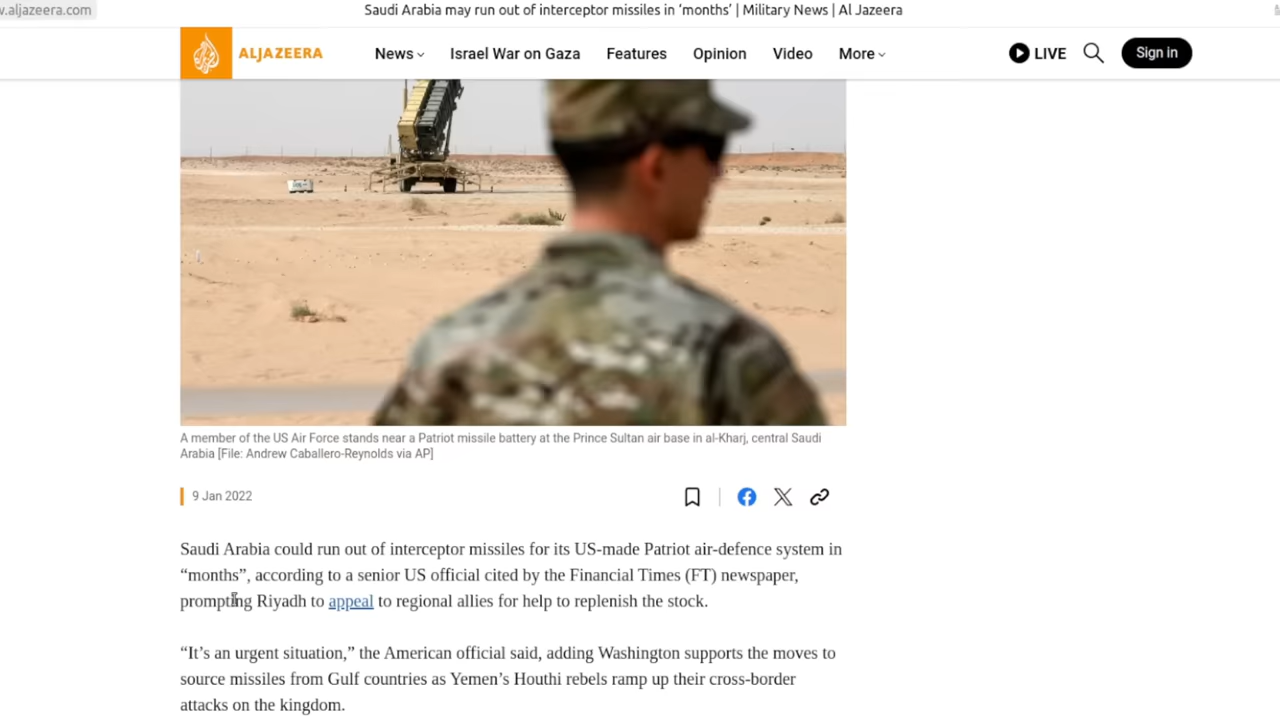 w.aljazeera.com
Saudi Arabia may run out of interceptor missiles in ‘months’ | Military News | Al Jazeera
ALJAZEERA News Israel War on Gaza Features Opinion Video More LIVE Sign in
A member of the US Air Force stands near a Patriot missile battery at the Prince Sultan air base in al-Kharj, central Saudi
Arabia [File: Andrew Caballero-Reynolds via AP]
9 Jan 2022
Saudi Arabia could run out of interceptor missiles for its US-made Patriot air-defence system in
“months”, according to a senior US official cited by the Financial Times (FT) newspaper,
prompting Riyadh to appeal to regional allies for help to replenish the stock.
“It’s an urgent situation,” the American official said, adding Washington supports the moves to
source missiles from Gulf countries as Yemen’s Houthi rebels ramp up their cross-border
attacks on the kingdom.